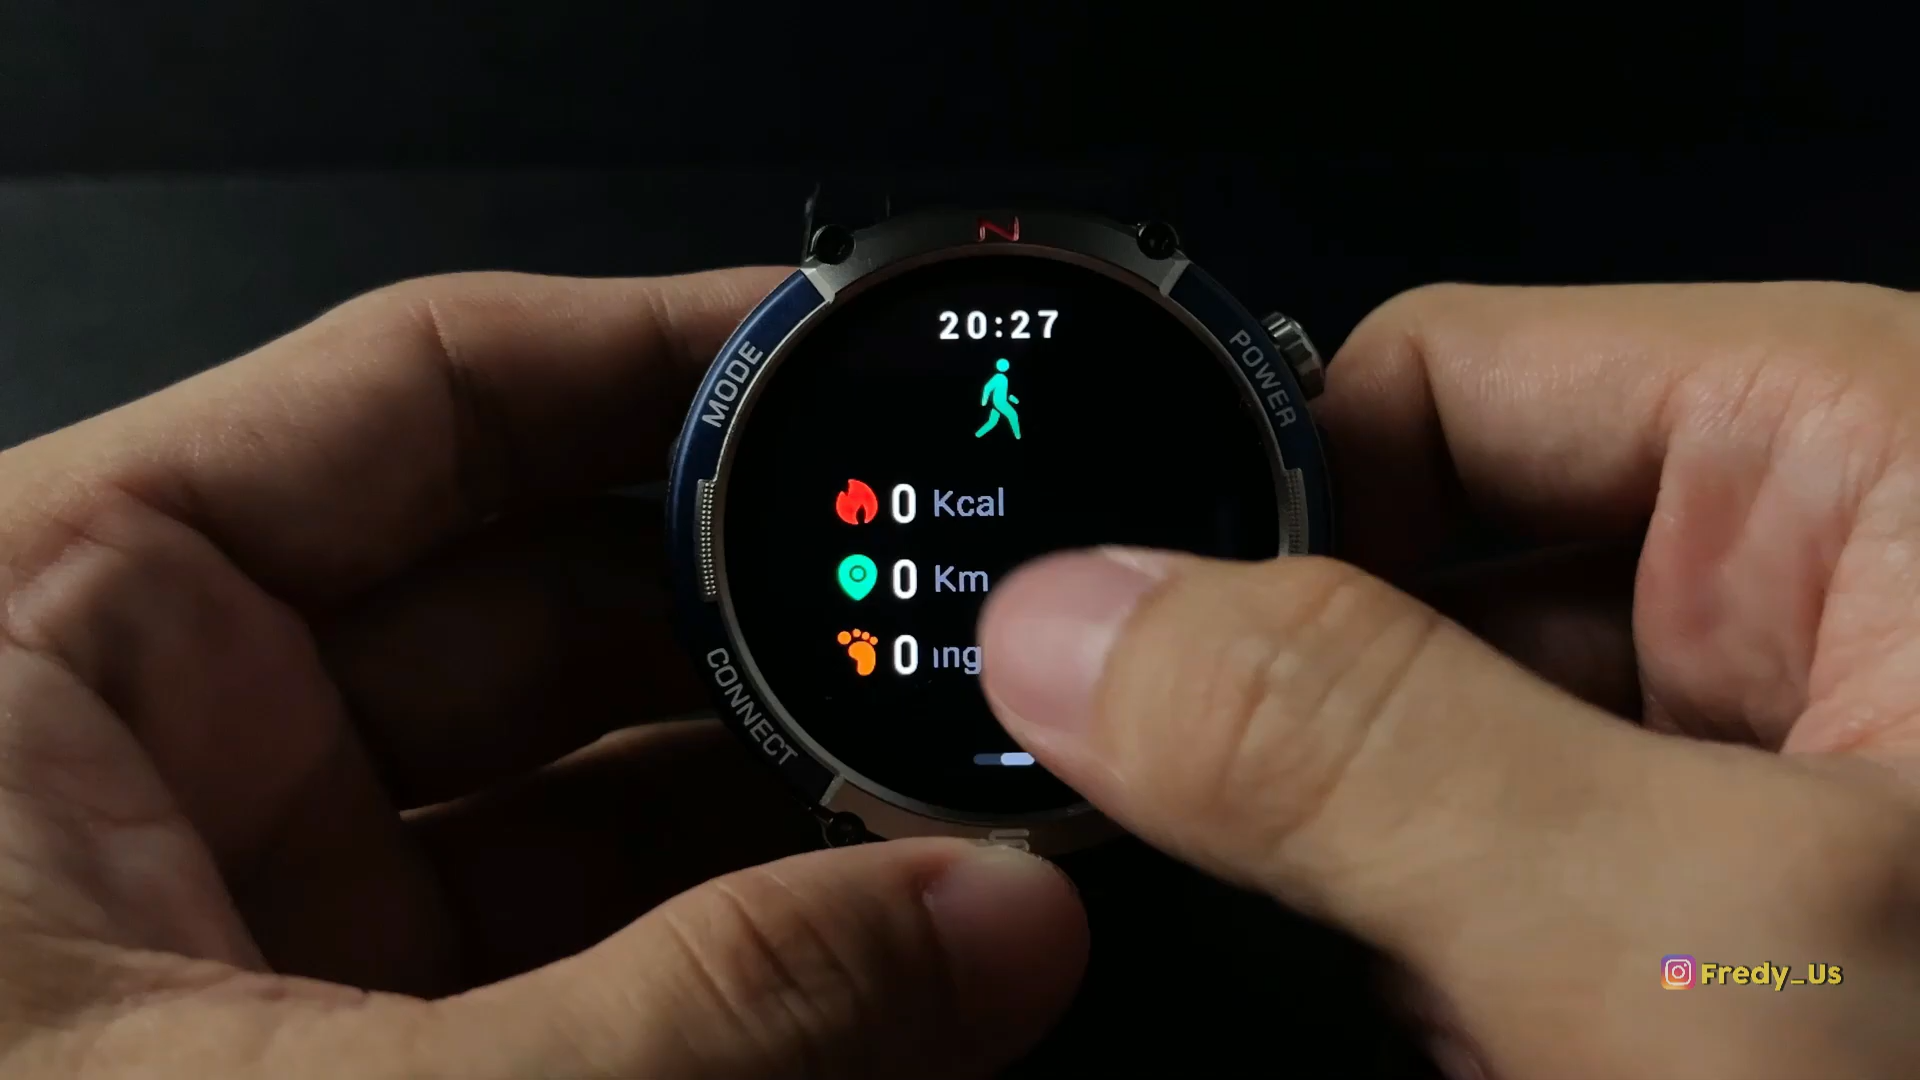 N
20:27
MODE
POWER
0 Kcal
0 Km
0 ing
CONNECT
Fredy_Us